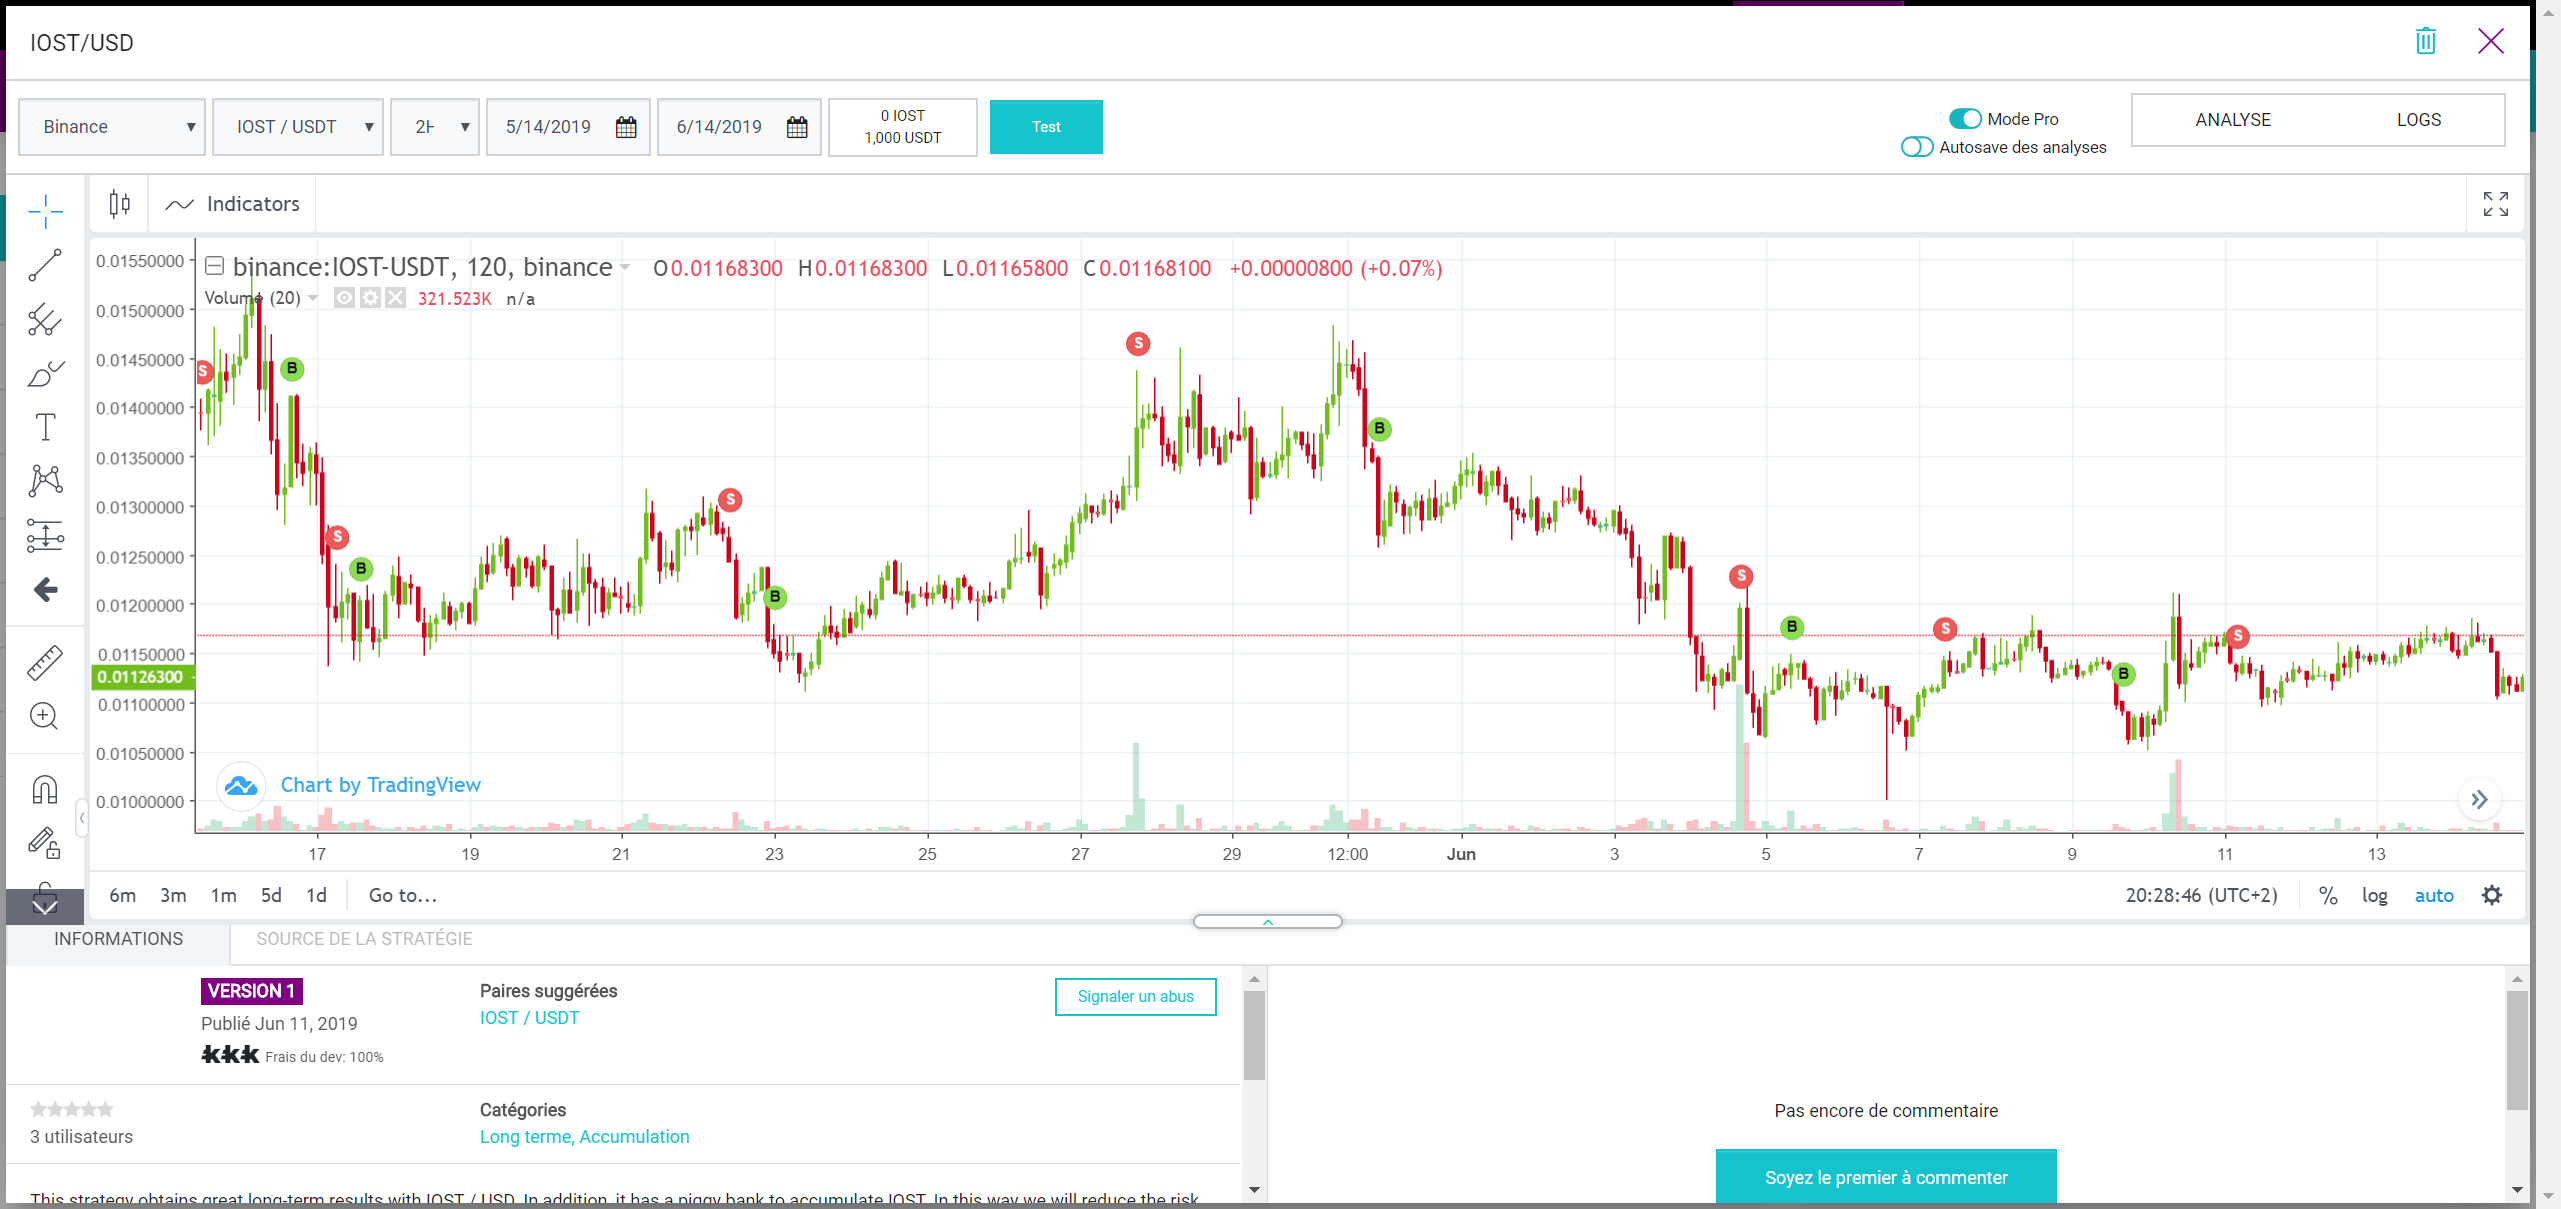 IOST/USD
Binance
IOST / USDT
5/14/2019
6/14/2019
0 IOST
1,000 USDT
Test
Mode Pro
Autosave des analyses
ANALYSE
LOGS
Indicators
binance:IOST-USDT, 120, binance O0.01168300 H0.01168300 L0.01165800 C0.01168100 +0.00000800 (+0.07%)
Volume (20) 321.523K n/a
0.01550000
0.01500000
0.01450000
0.01400000
0.01350000
0.01300000
0.01250000
0.01200000
0.01150000
0.01126300
0.01100000
0.01050000
0.01000000
S
B
S
B
S
B
S
B
S
B
S
B
S
Chart by TradingView
17 19 21 23 25 27 29 12:00 Jun 3 5 7 9 11 13
6m 3m 1m 5d 1d Go to...
20:28:46 (UTC+2) % log auto
INFORMATIONS
SOURCE DE LA STRATÉGIE
VERSION 1
Publié Jun 11, 2019
kkk Frais du dev: 100%
Paires suggérées
IOST / USDT
Signaler un abus
3 utilisateurs
Catégories
Long terme, Accumulation
This strategy obtains great long-term results with IOST / USD. In addition, it has a piggy bank to accumulate IOST. In this way we will reduce the risk
Pas encore de commentaire
Soyez le premier à commenter